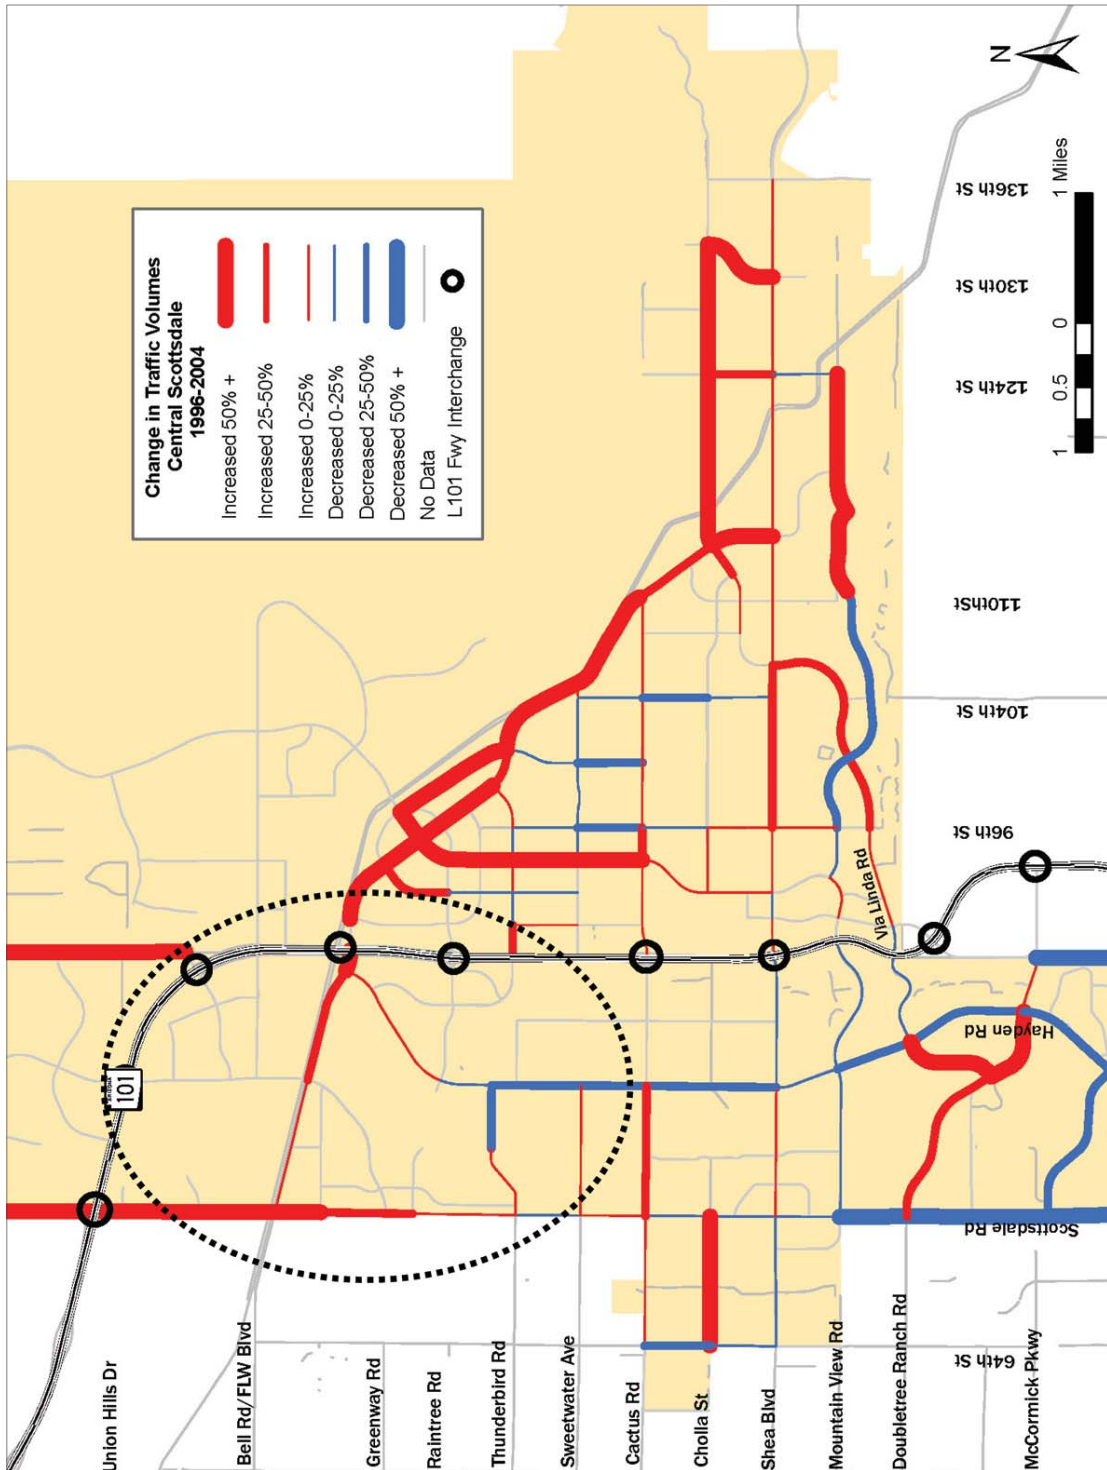 Change in Traffic Volumes
Central Scottsdale
1996-2004
Increased 50% +
Increased 25-50%
Increased 0-25%
Decreased 0-25%
Decreased 25-50%
Decreased 50% +
No Data
L101 Fwy Interchange
N
1 0.5 0 1 Miles
136th St
130th St
124th St
110thSt
104th St
96th St
Via Linda Rd
Hayden Rd
Scottsdale Rd
64th St
101
Union Hills Dr
Bell Rd/ FLW Blvd
Greenway Rd
Raintree Rd
Thunderbird Rd
Sweetwater Ave
Cactus Rd
Cholla St
Shea Blvd
Mountain View Rd
Doubletree Ranch Rd
McCormick Pkwy